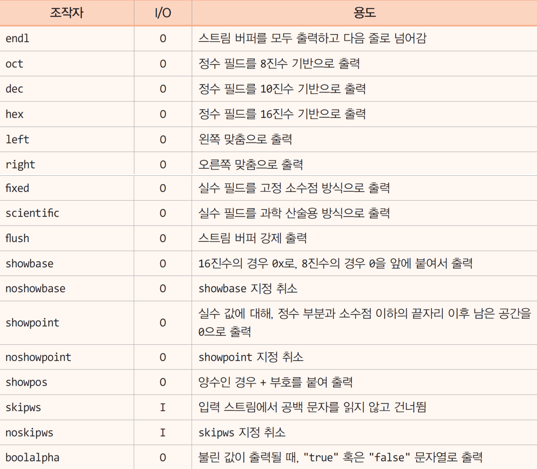 조작자 I/O 용도
endl O 스트림 버퍼를 모두 출력하고 다음 줄로 넘어감
oct O 정수 필드를 8진수 기반으로 출력
dec O 정수 필드를 10진수 기반으로 출력
hex O 정수 필드를 16진수 기반으로 출력
left O 왼쪽 맞춤으로 출력
right O 오른쪽 맞춤으로 출력
fixed O 실수 필드를 고정 소수점 방식으로 출력
scientific O 실수 필드를 과학 산술용 방식으로 출력
flush O 스트림 버퍼 강제 출력
showbase O 16진수의 경우 0x로, 8진수의 경우 0을 앞에 붙여서 출력
noshowbase O showbase 지정 취소
showpoint O 실수 값에 대해, 정수 부분과 소수점 이하의 끝자리 이후 남은 공간을
0으로 출력
noshowpoint O showpoint 지정 취소
showpos O 양수인 경우 + 부호를 붙여 출력
skipws I 입력 스트림에서 공백 문자를 읽지 않고 건너뜀
noskipws I skipws 지정 취소
boolalpha O 불린 값이 출력될 때, "true" 혹은 "false" 문자열로 출력